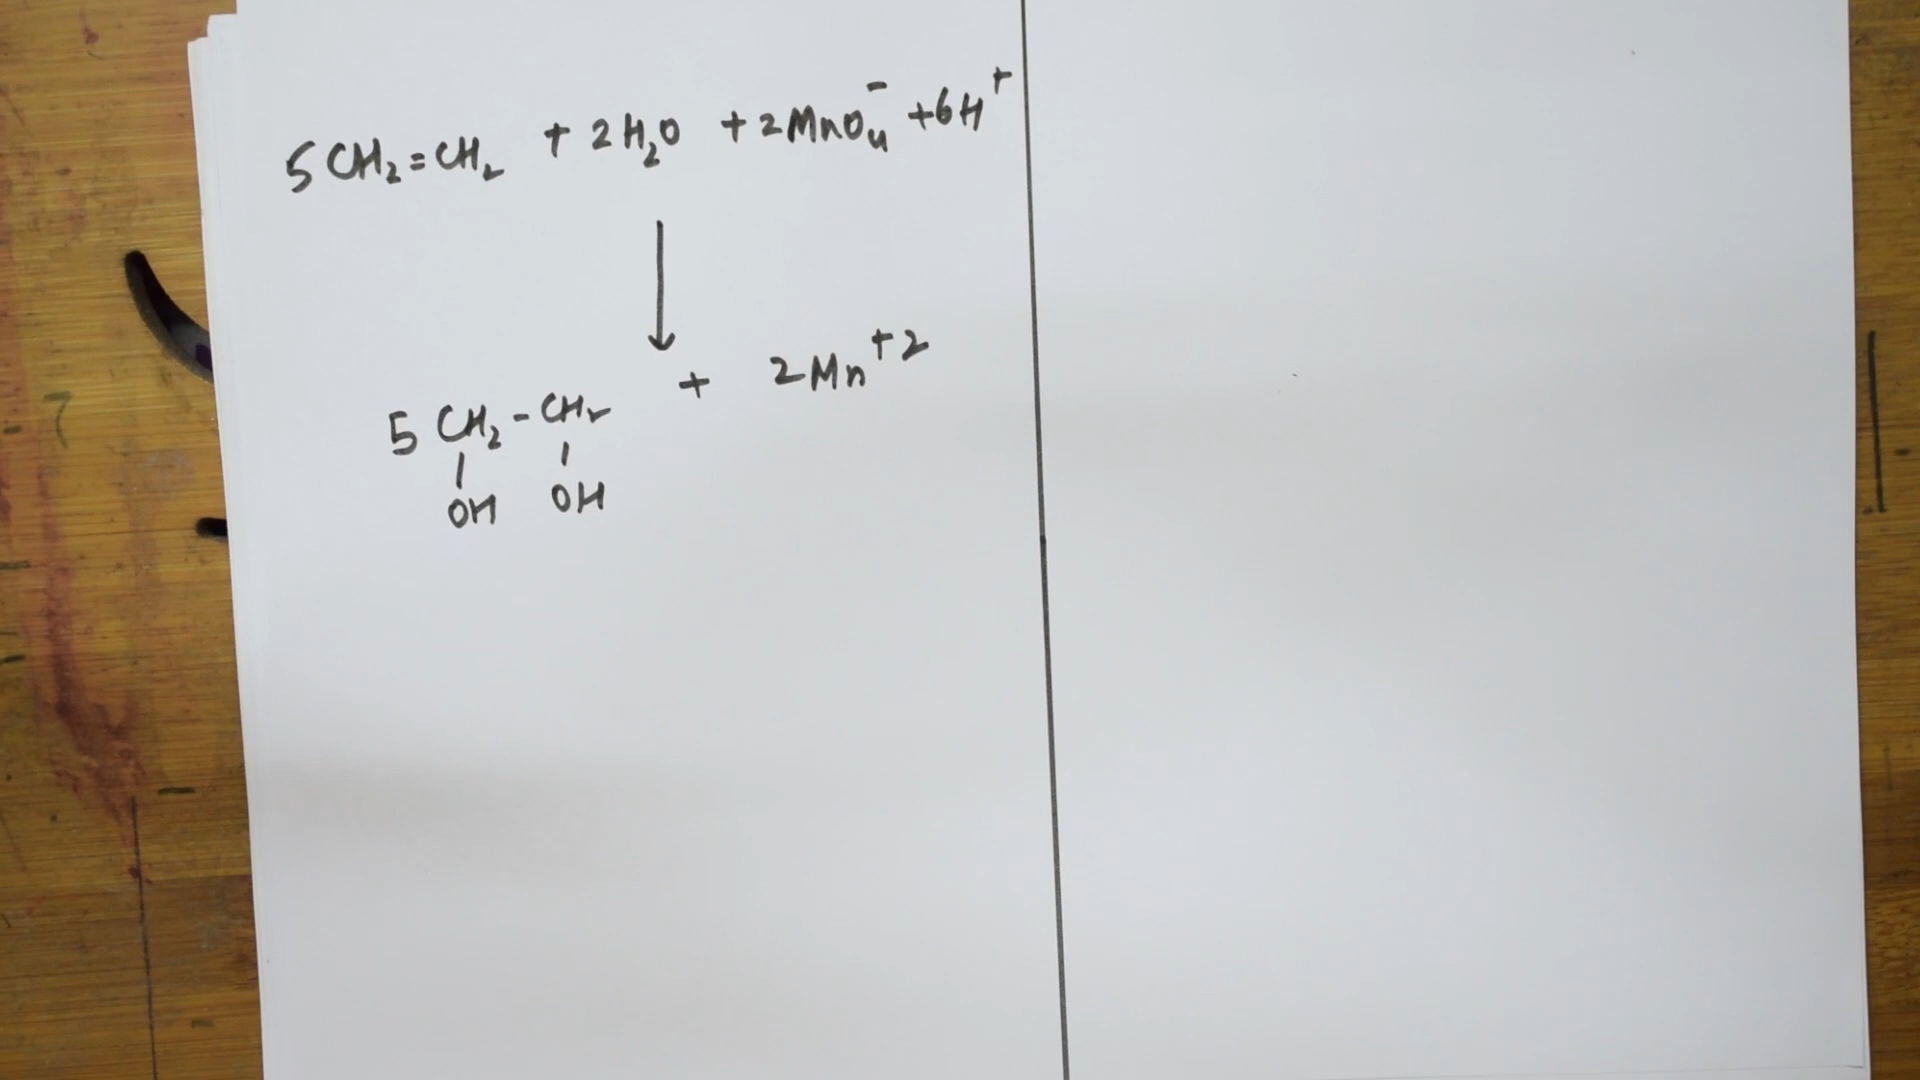 5CH₂=CH₂ + 2H₂O + 2MnO₄⁻ + 6H⁺
↓
5 CH₂-CH₂ + 2Mn⁺²
| |
OH OH